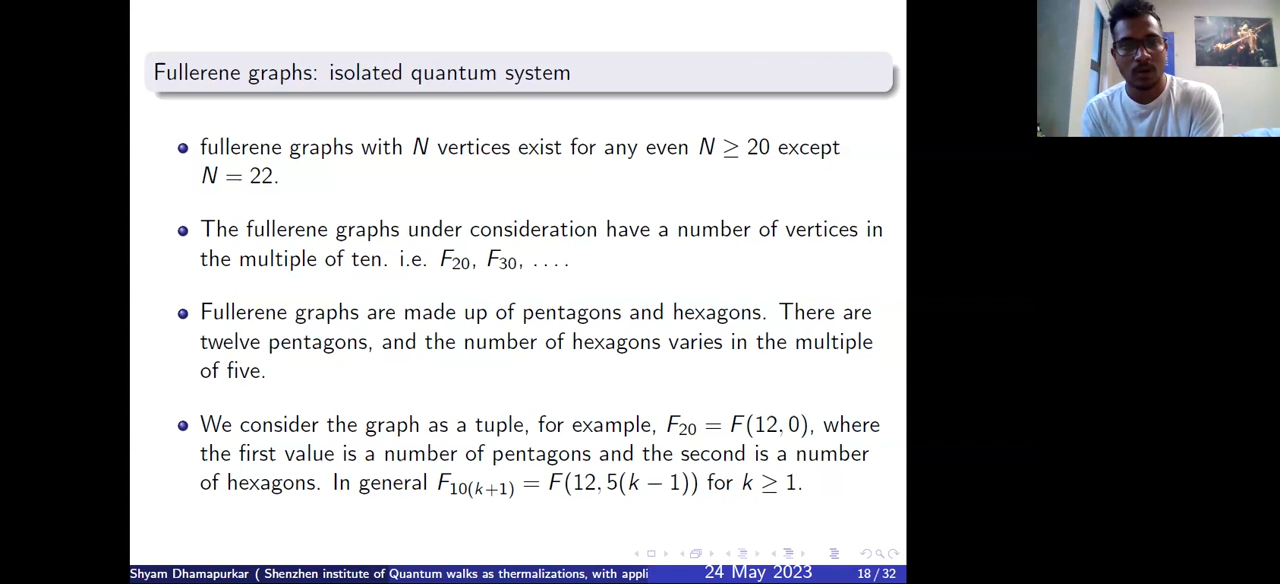 Fullerene graphs: isolated quantum system
fullerene graphs with N vertices exist for any even N ≥ 20 except
N = 22.
The fullerene graphs under consideration have a number of vertices in
the multiple of ten. i.e. F₂₀, F₃₀, ….
Fullerene graphs are made up of pentagons and hexagons. There are
twelve pentagons, and the number of hexagons varies in the multiple
of five.
We consider the graph as a tuple, for example, F₂₀ = F(12, 0), where
the first value is a number of pentagons and the second is a number
of hexagons. In general F₁₀₍ₖ₊₁₎ = F(12, 5(k − 1)) for k ≥ 1.
Shyam Dhamapurkar ( Shenzhen institute of Quantum walks as thermalizations, with appli 24 May 2023 18 / 32